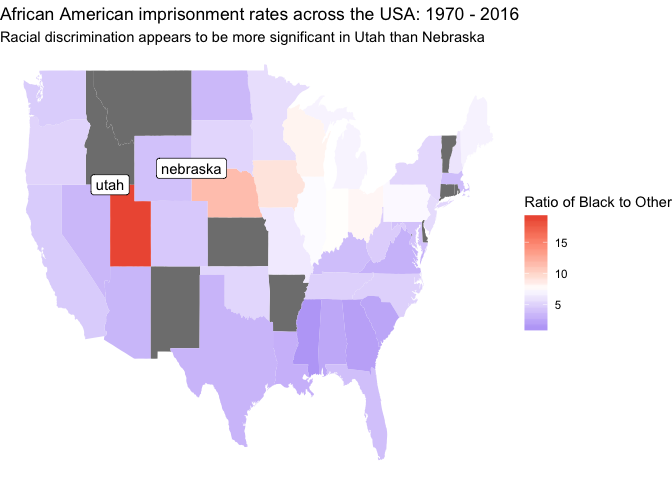 African American imprisonment rates across the USA: 1970 - 2016
Racial discrimination appears to be more significant in Utah than Nebraska
nebraska
utah
Ratio of Black to Other
15
10
5